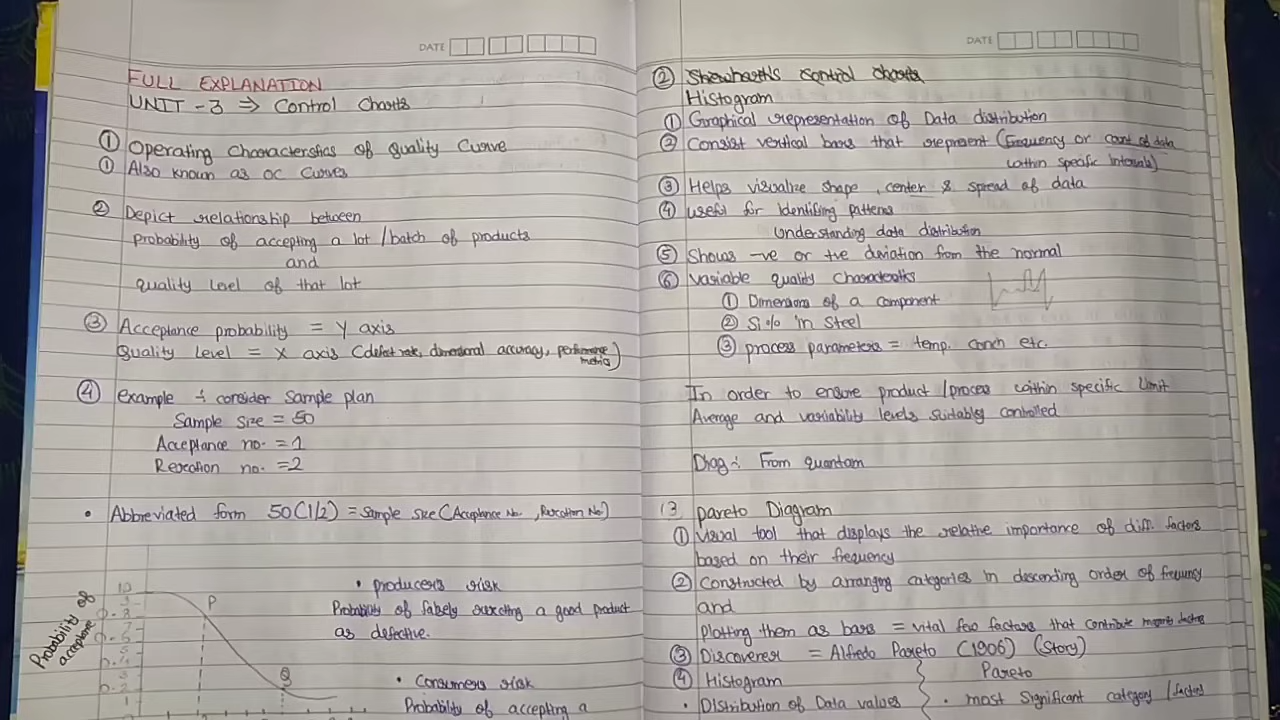 DATE
FULL EXPLANATION
UNIT - 3 ⇒ Control Charts
① Operating Characterstics of quality Curve
① Also known as OC Curves
② Depict relationship between
probability of accepting a lot / batch of products
and
quality level of that lot
③ Acceptance probability = Y axis
Quality level = X axis (defect rate, dimensional accuracy, performance metrics)
④ example ÷ consider Sample plan
Sample size = 50
Acceptance no. = 1
Rejection no. = 2
• Abbreviated form 50(1/2) = Sample size (Acceptance No., Rejection No)
Probability of acceptance
P
Q
• producers risk
Probability of falsely rejecting a good product
as defective.
• Consumers risk
Probability of accepting a
DATE
② Shewharth's control charts
Histogram
① Graphical representation of Data distribution
② Consist vertical bars that represent (Frequency or count of data
within specific intervals)
③ Helps visualize shape, center & spread of data
④ useful for Identifying patterns
Understanding data distribution
⑤ Shows -ve or +ve deviation from the normal
⑥ Variable quality Characterstics
① Dimensions of a component
② Si% in Steel
③ process parameters = temp. conch etc.
In order to ensure product / process within specific limit
Average and variability levels suitably controlled
Diag ÷ From quantam
13 pareto Diagram
① Visual tool that displays the relative importance of diff. factors
based on their frequency
② Constructed by arranging categories in descending order of frequency
and
Plotting them as bars = vital few factors that contribute
③ Discoverer = Alfredo Pareto (1906) (Story)
④ Histogram
Pareto
• Distribution of Data values
• most Significant category / factors